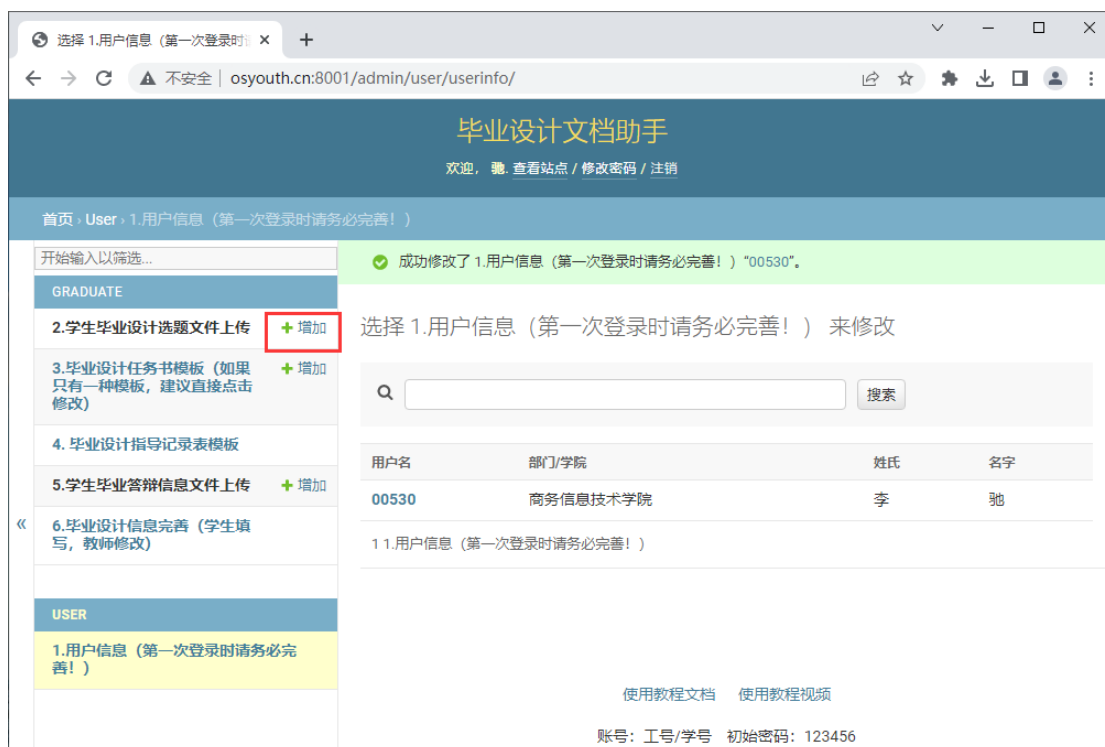 选择 1.用户信息（第一次登录时
不安全 | osyouth.cn:8001/admin/user/userinfo/
毕业设计文档助手
欢迎， 驰. 查看站点 / 修改密码 / 注销
首页 › User › 1.用户信息（第一次登录时请务必完善！）
开始输入以筛选...
GRADUATE
2.学生毕业设计选题文件上传 增加
3.毕业设计任务书模板（如果
只有一种模板，建议直接点击
修改） 增加
4. 毕业设计指导记录表模板
5.学生毕业答辩信息文件上传 增加
6.毕业设计信息完善（学生填
写，教师修改）
USER
1.用户信息（第一次登录时请务必完
善！）
成功修改了 1.用户信息（第一次登录时请务必完善！）“00530”。
选择 1.用户信息（第一次登录时请务必完善！） 来修改
搜索
用户名 部门/学院 姓氏 名字
00530 商务信息技术学院 李 驰
1 1.用户信息（第一次登录时请务必完善！）
使用教程文档 使用教程视频
账号：工号/学号 初始密码：123456